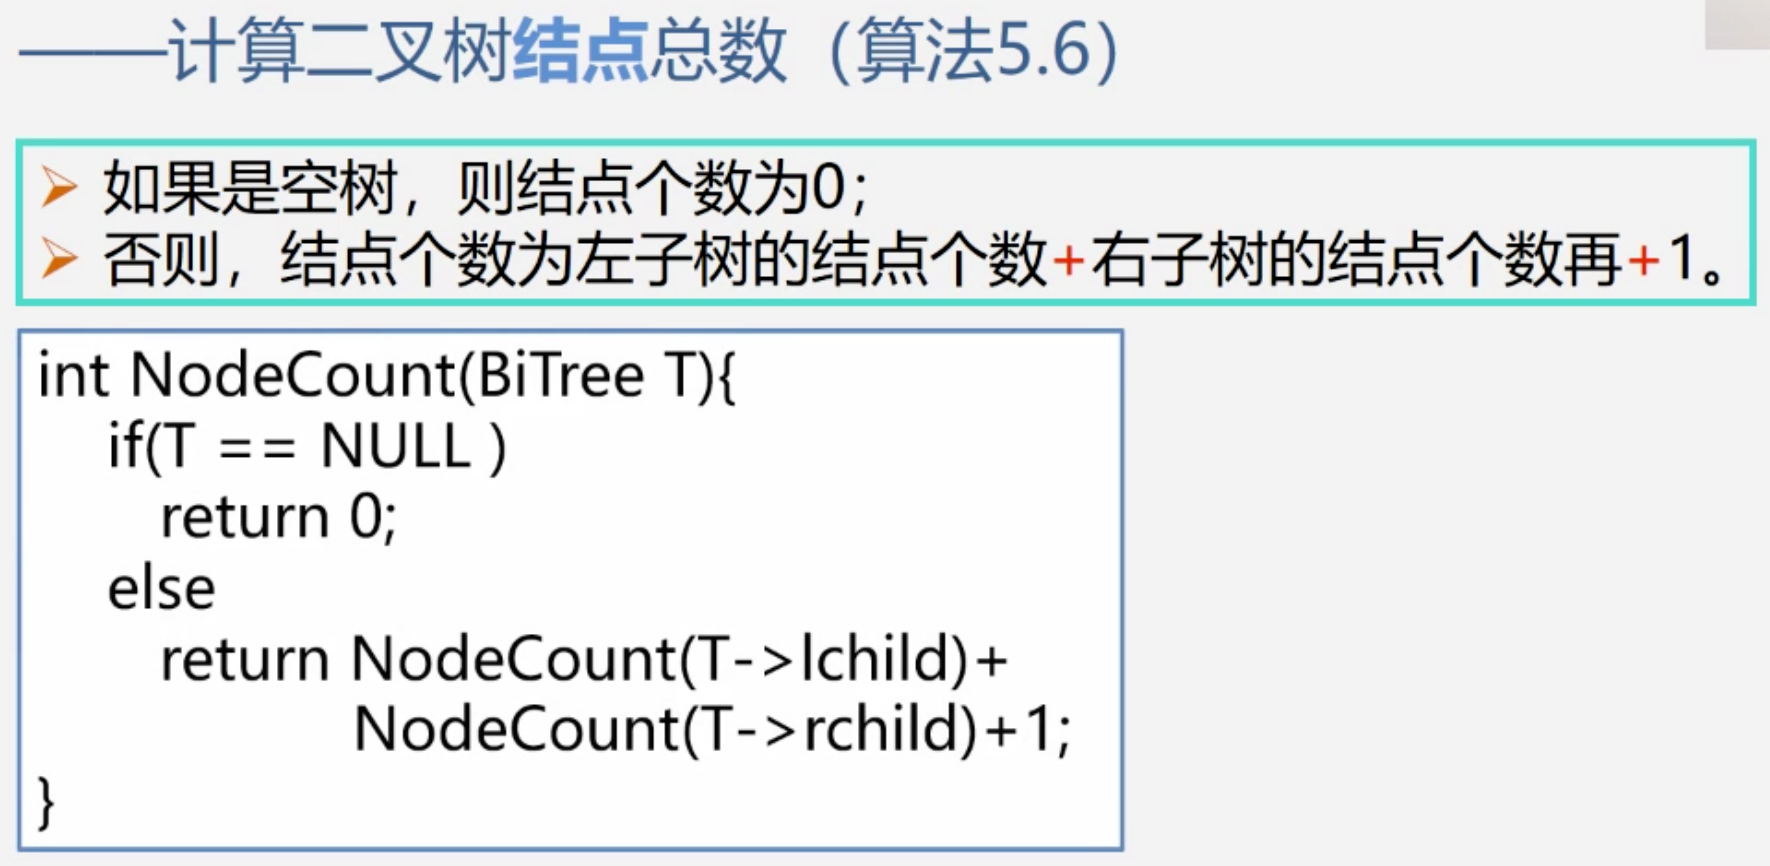 ——计算二叉树结点总数（算法5.6）
如果是空树，则结点个数为0；
否则，结点个数为左子树的结点个数+右子树的结点个数再+1。
int NodeCount(BiTree T){
if(T == NULL )
return 0;
else
return NodeCount(T->lchild)+
NodeCount(T->rchild)+1;
}